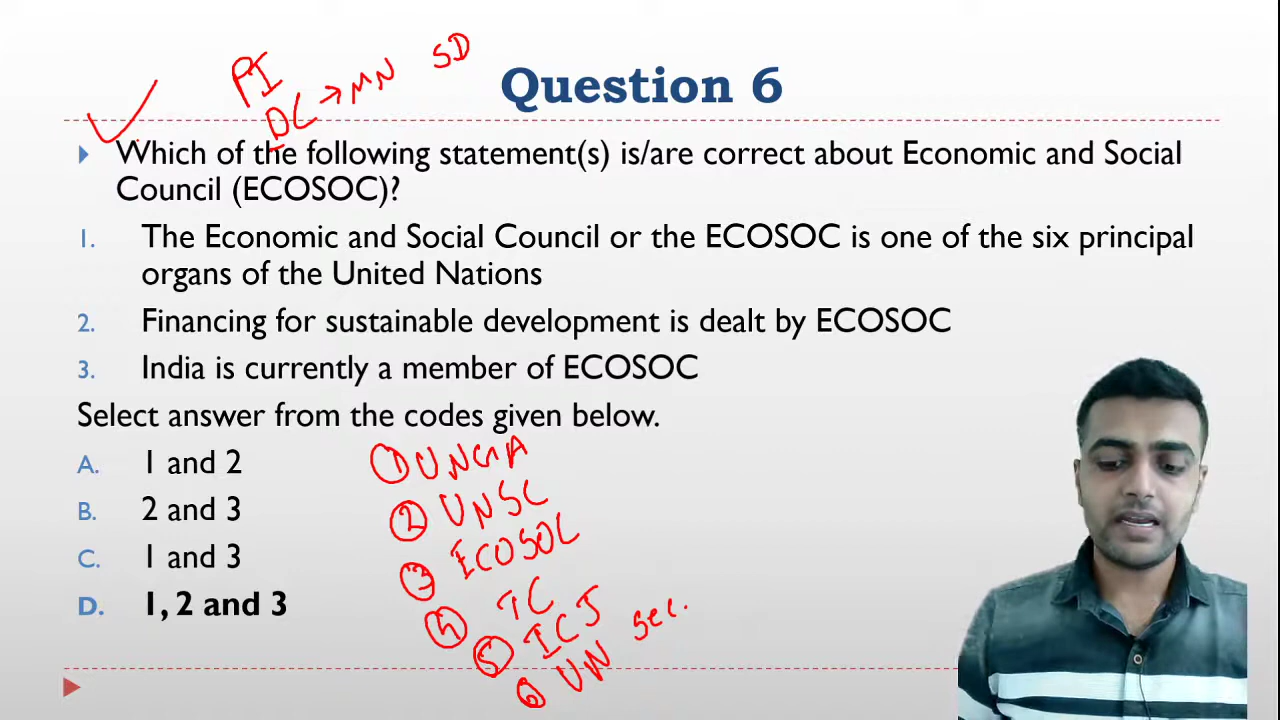 PI
DC → MN SD
Question 6
Which of the following statement(s) is/are correct about Economic and Social
Council (ECOSOC)?
1. The Economic and Social Council or the ECOSOC is one of the six principal
organs of the United Nations
2. Financing for sustainable development is dealt by ECOSOC
3. India is currently a member of ECOSOC
Select answer from the codes given below.
A. 1 and 2
B. 2 and 3
C. 1 and 3
D. 1, 2 and 3
① UNGA
② UNSC
③ ECOSOC
④ TC
⑤ ICJ
⑥ UN Sec.